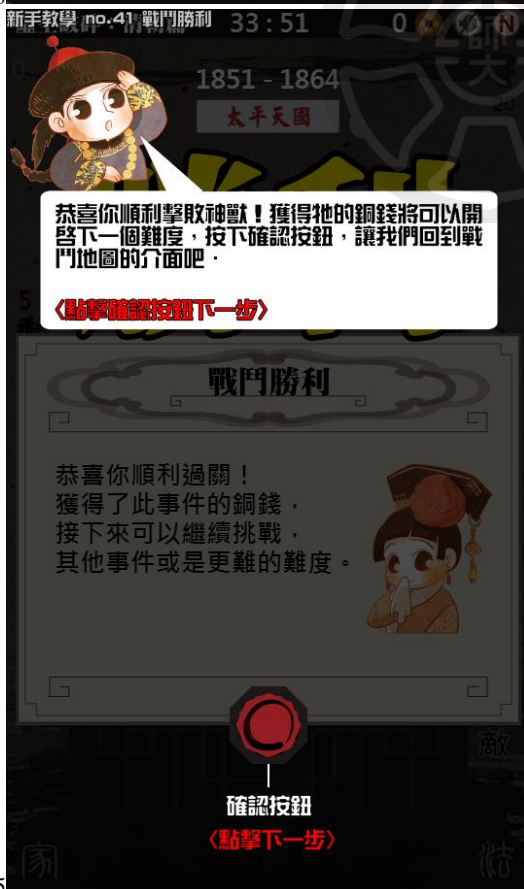 新手教學 no.41 戰鬥勝利
33:51
0
N
1851 - 1864
太平天國
恭喜你順利擊敗神獸！獲得牠的銅錢將可以開
啓下一個難度，按下確認按鈕，讓我們回到戰
鬥地圖的介面吧．
〈點擊確認按鈕下一步〉
戰鬥勝利
恭喜你順利過關！
獲得了此事件的銅錢，
接下來可以繼續挑戰，
其他事件或是更難的難度。
敵
確認按鈕
〈點擊下一步〉